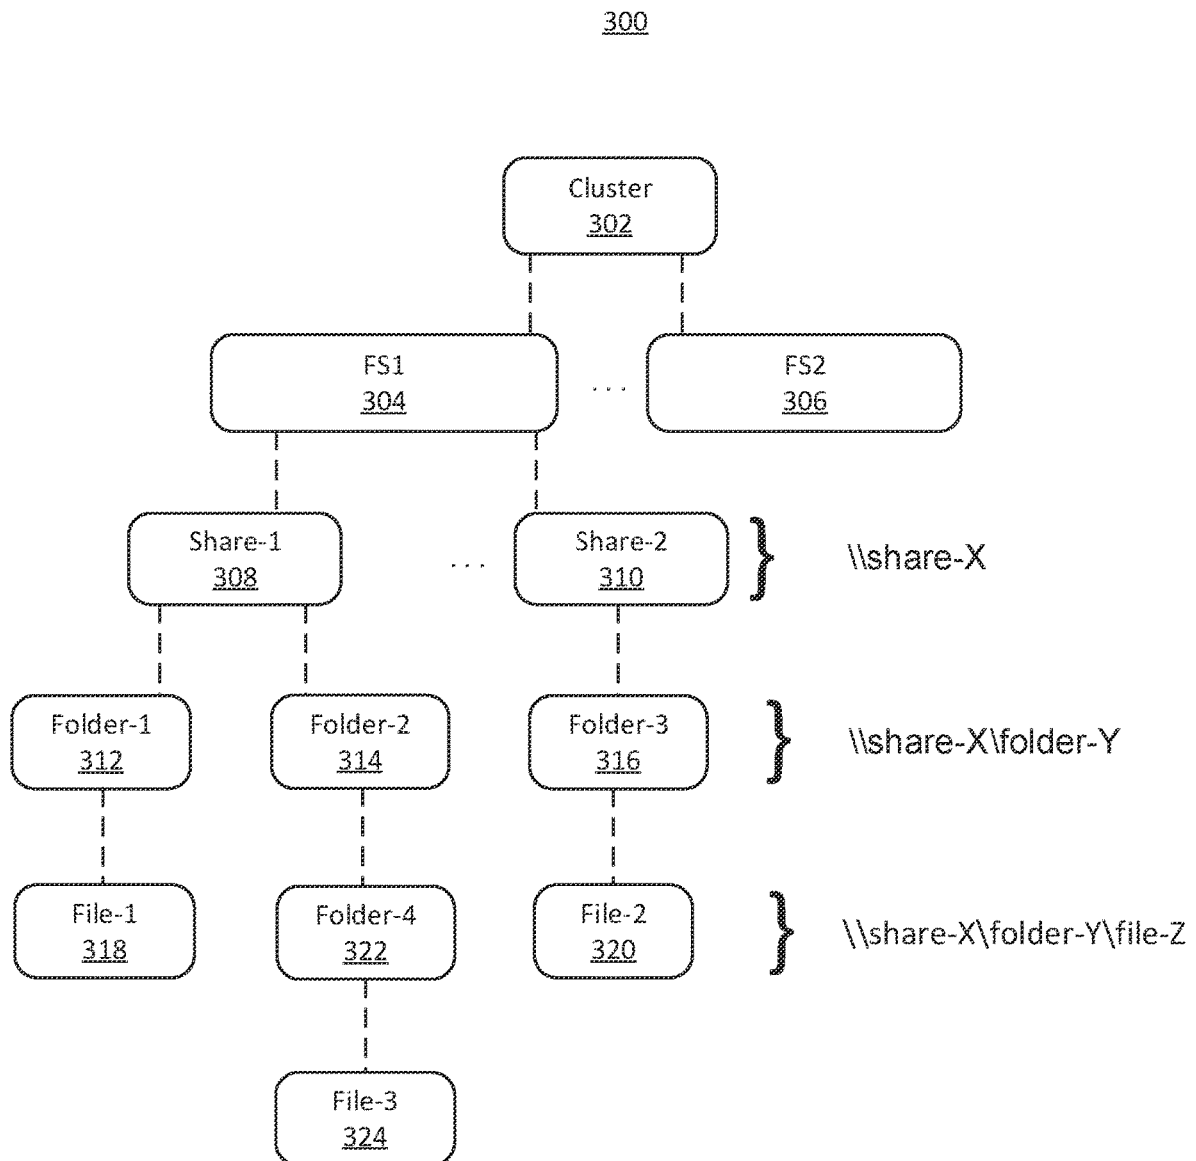 300
Cluster
302
FS1
304
. . .
FS2
306
Share-1
308
. . .
Share-2
310
}
\\share-X
Folder-1
312
Folder-2
314
Folder-3
316
}
\\share-X\folder-Y
File-1
318
Folder-4
322
File-2
320
}
\\share-X\folder-Y\file-Z
File-3
324